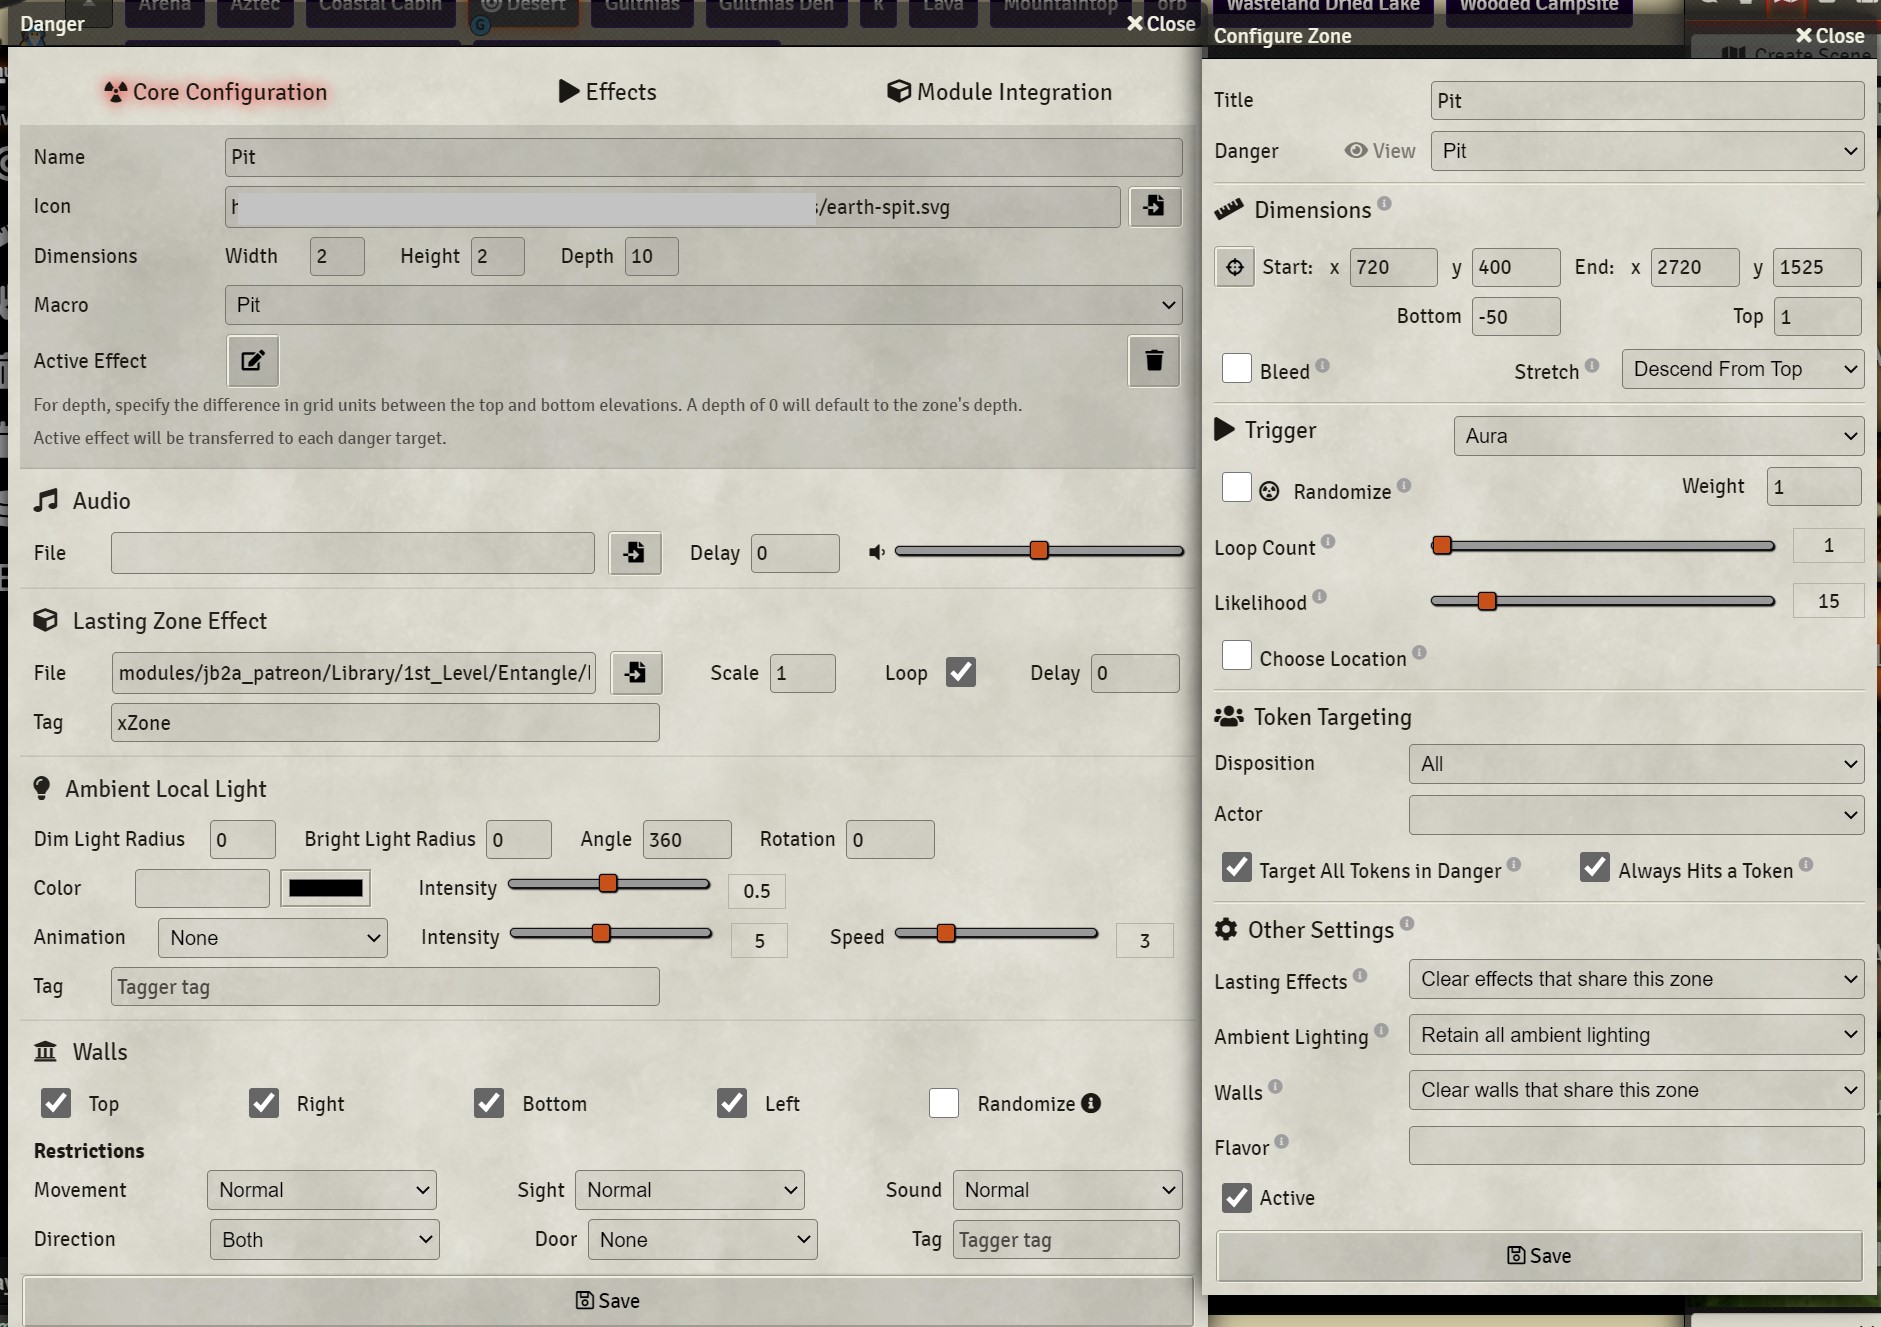 Arena Aztec Coastal Cabin Desert Gulthias Gulthias Den K Lava Mountaintop orb Wasteland Dried Lake Wooded Campsite
Danger
Close
Core Configuration
Effects
Module Integration
Name
Pit
Icon
/earth-spit.svg
Dimensions Width 2 Height 2 Depth 10
Macro
Pit
Active Effect
For depth, specify the difference in grid units between the top and bottom elevations. A depth of 0 will default to the zone's depth.
Active effect will be transferred to each danger target.
Audio
File
Delay 0
Lasting Zone Effect
File modules/jb2a_patreon/Library/1st_Level/Entangle/
Scale 1 Loop Delay 0
Tag xZone
Ambient Local Light
Dim Light Radius 0 Bright Light Radius 0 Angle 360 Rotation 0
Color Intensity 0.5
Animation None Intensity 5 Speed 3
Tag Tagger tag
Walls
Top Right Bottom Left Randomize
Restrictions
Movement Normal Sight Normal Sound Normal
Direction Both Door None Tag Tagger tag
Save
Configure Zone
Close
Create Scene
Title Pit
Danger View Pit
Dimensions
Start: x 720 y 400 End: x 2720 y 1525
Bottom -50 Top 1
Bleed Stretch Descend From Top
Trigger Aura
Randomize Weight 1
Loop Count 1
Likelihood 15
Choose Location
Token Targeting
Disposition All
Actor
Target All Tokens in Danger Always Hits a Token
Other Settings
Lasting Effects Clear effects that share this zone
Ambient Lighting Retain all ambient lighting
Walls Clear walls that share this zone
Flavor
Active
Save